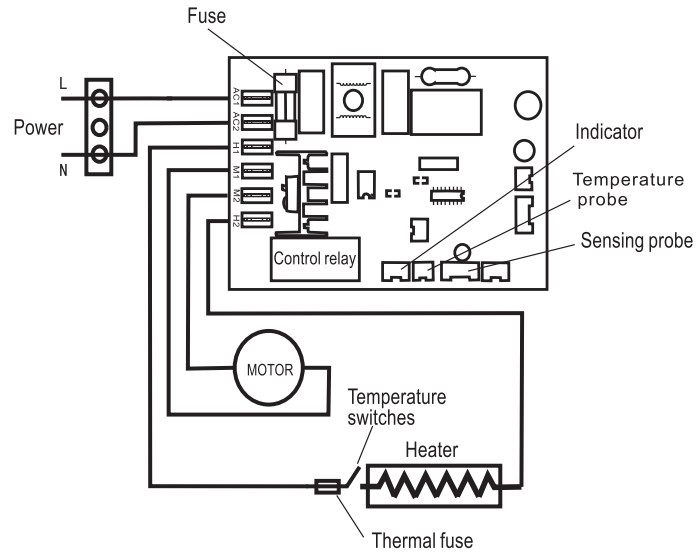 Fuse
L
Power
N
AC1
AC2
H1
M1
M2
H2
Indicator
Temperature
probe
Sensing probe
Control relay
MOTOR
Temperature
switches
Heater
Thermal fuse